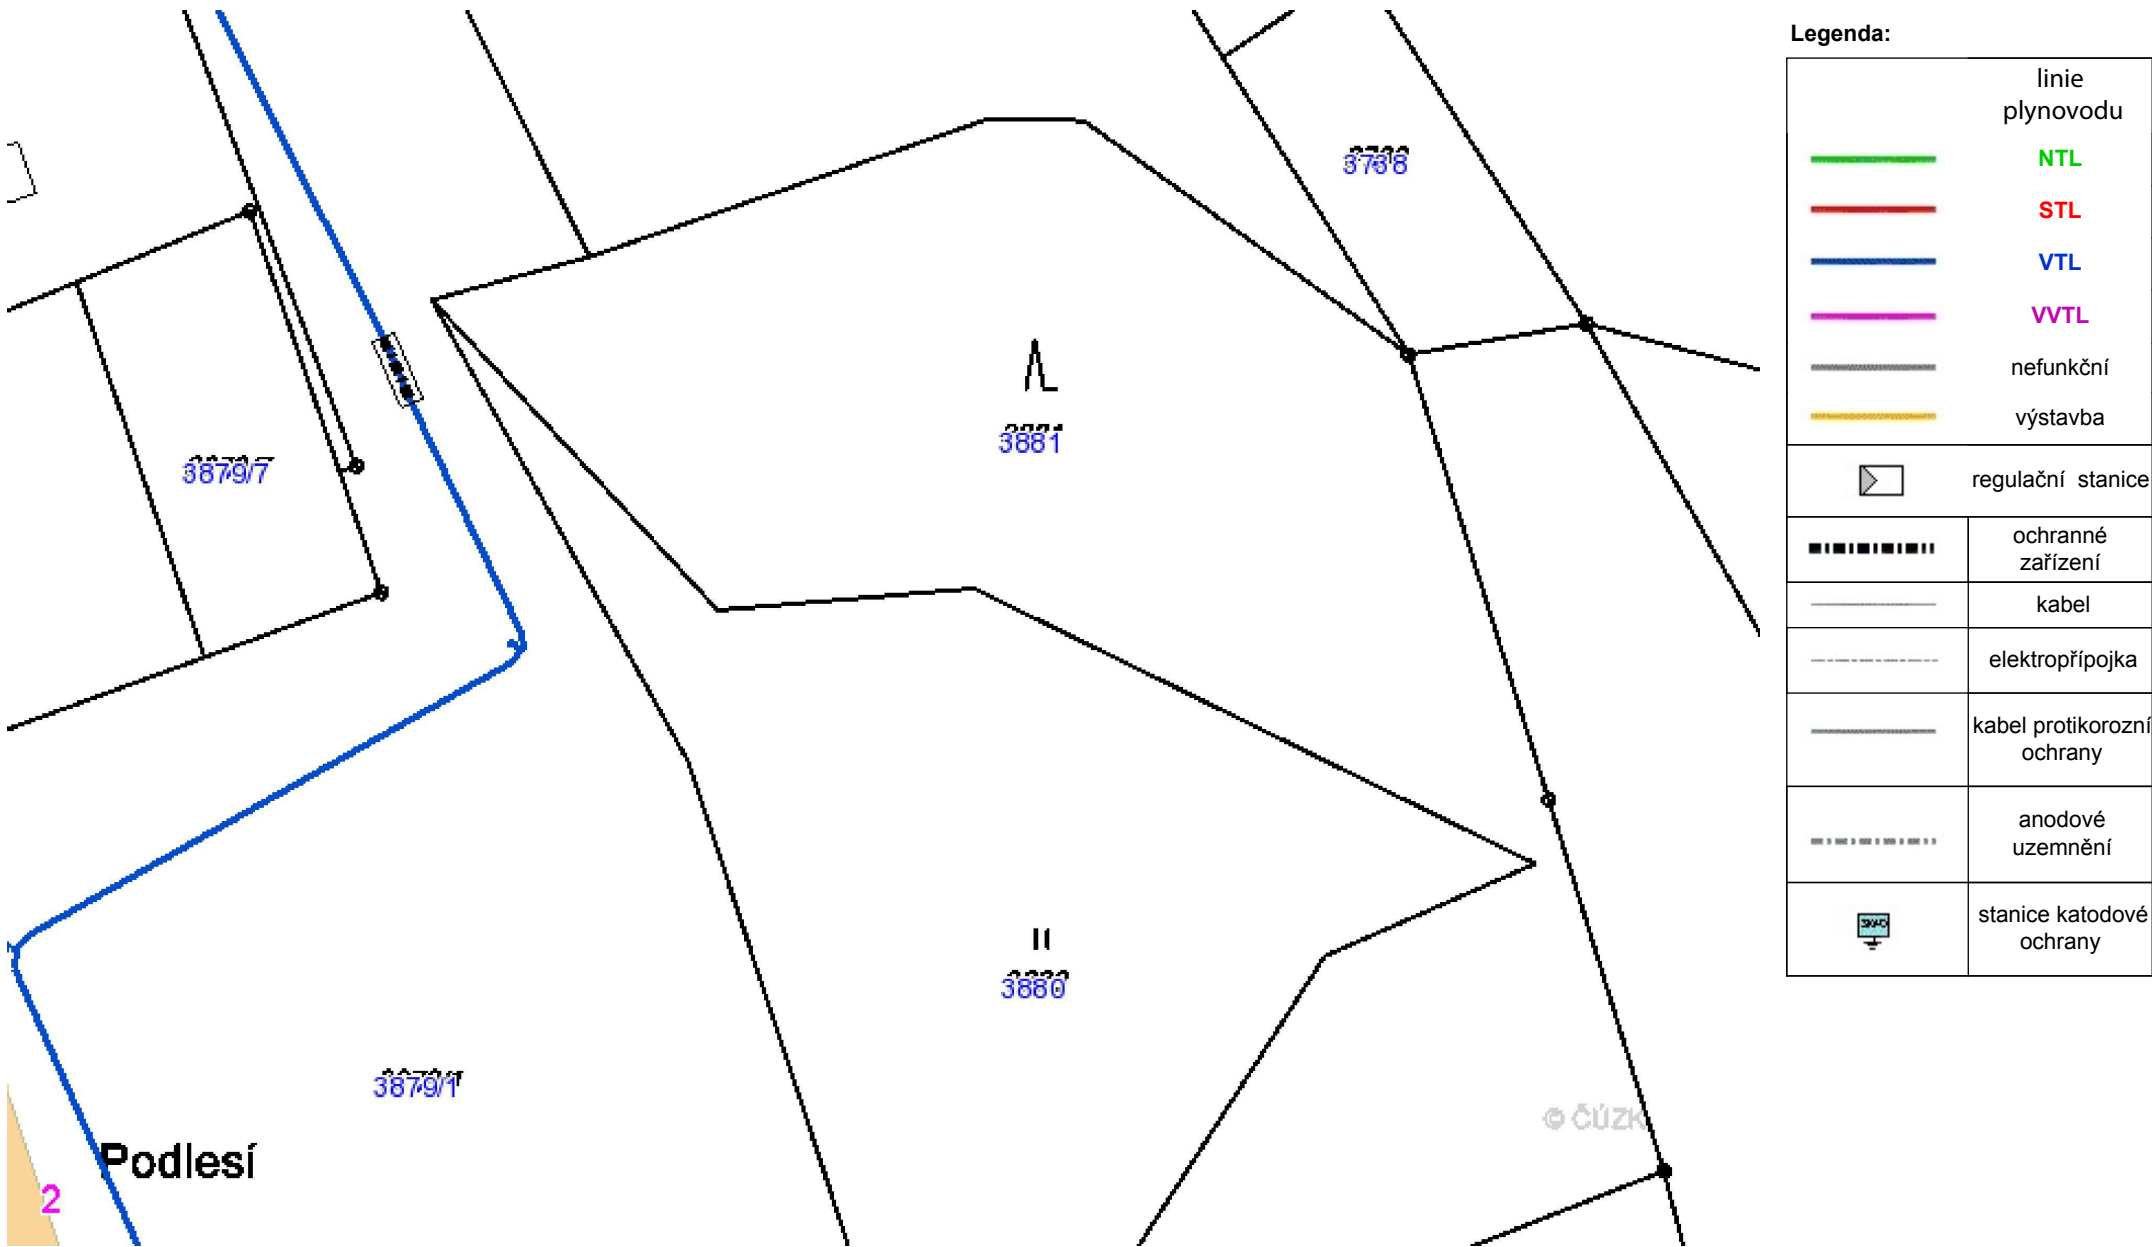 Legenda:
linie
plynovodu
NTL
STL
VTL
VVTL
nefunkční
výstavba
regulační stanice
ochranné
zařízení
kabel
elektropřípojka
kabel protikorozní
ochrany
anodové
uzemnění
stanice katodové
ochrany
3738
3881
3879/7
3880
3879/1
© ČÚZK
Podlesí
2